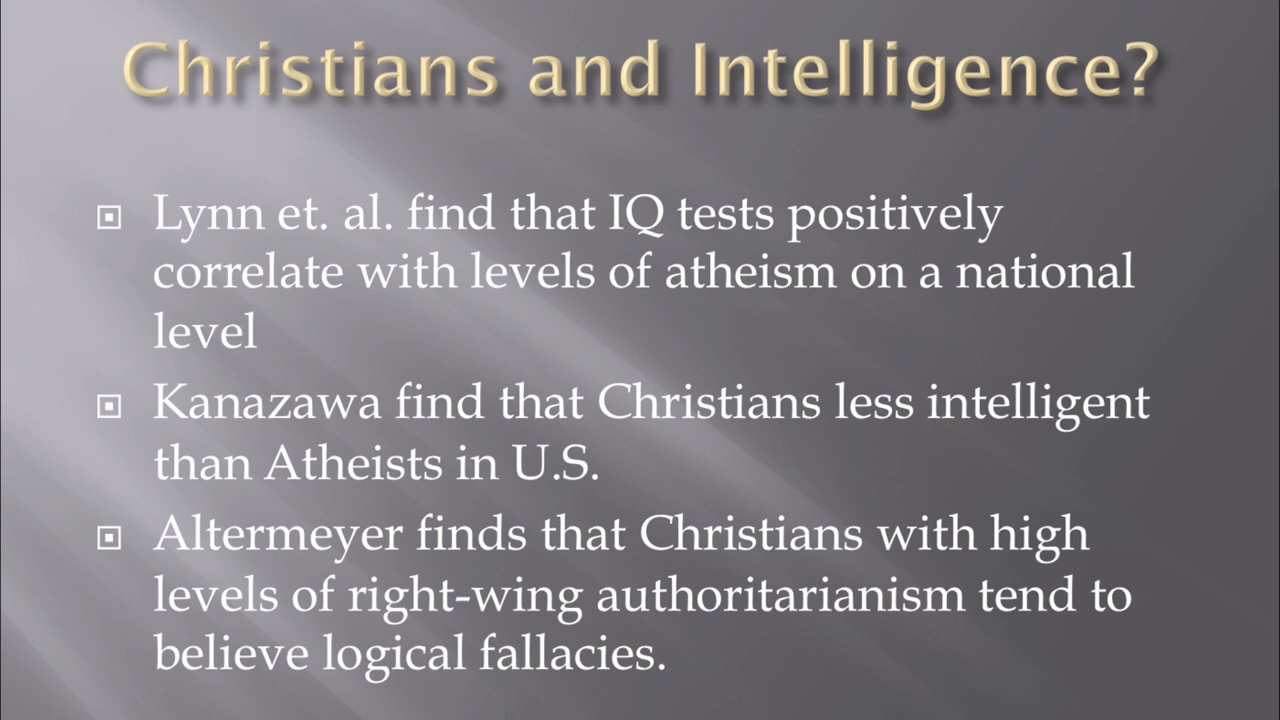 Christians and Intelligence?
Lynn et. al. find that IQ tests positively
correlate with levels of atheism on a national
level
Kanazawa find that Christians less intelligent
than Atheists in U.S.
Altermeyer finds that Christians with high
levels of right-wing authoritarianism tend to
believe logical fallacies.